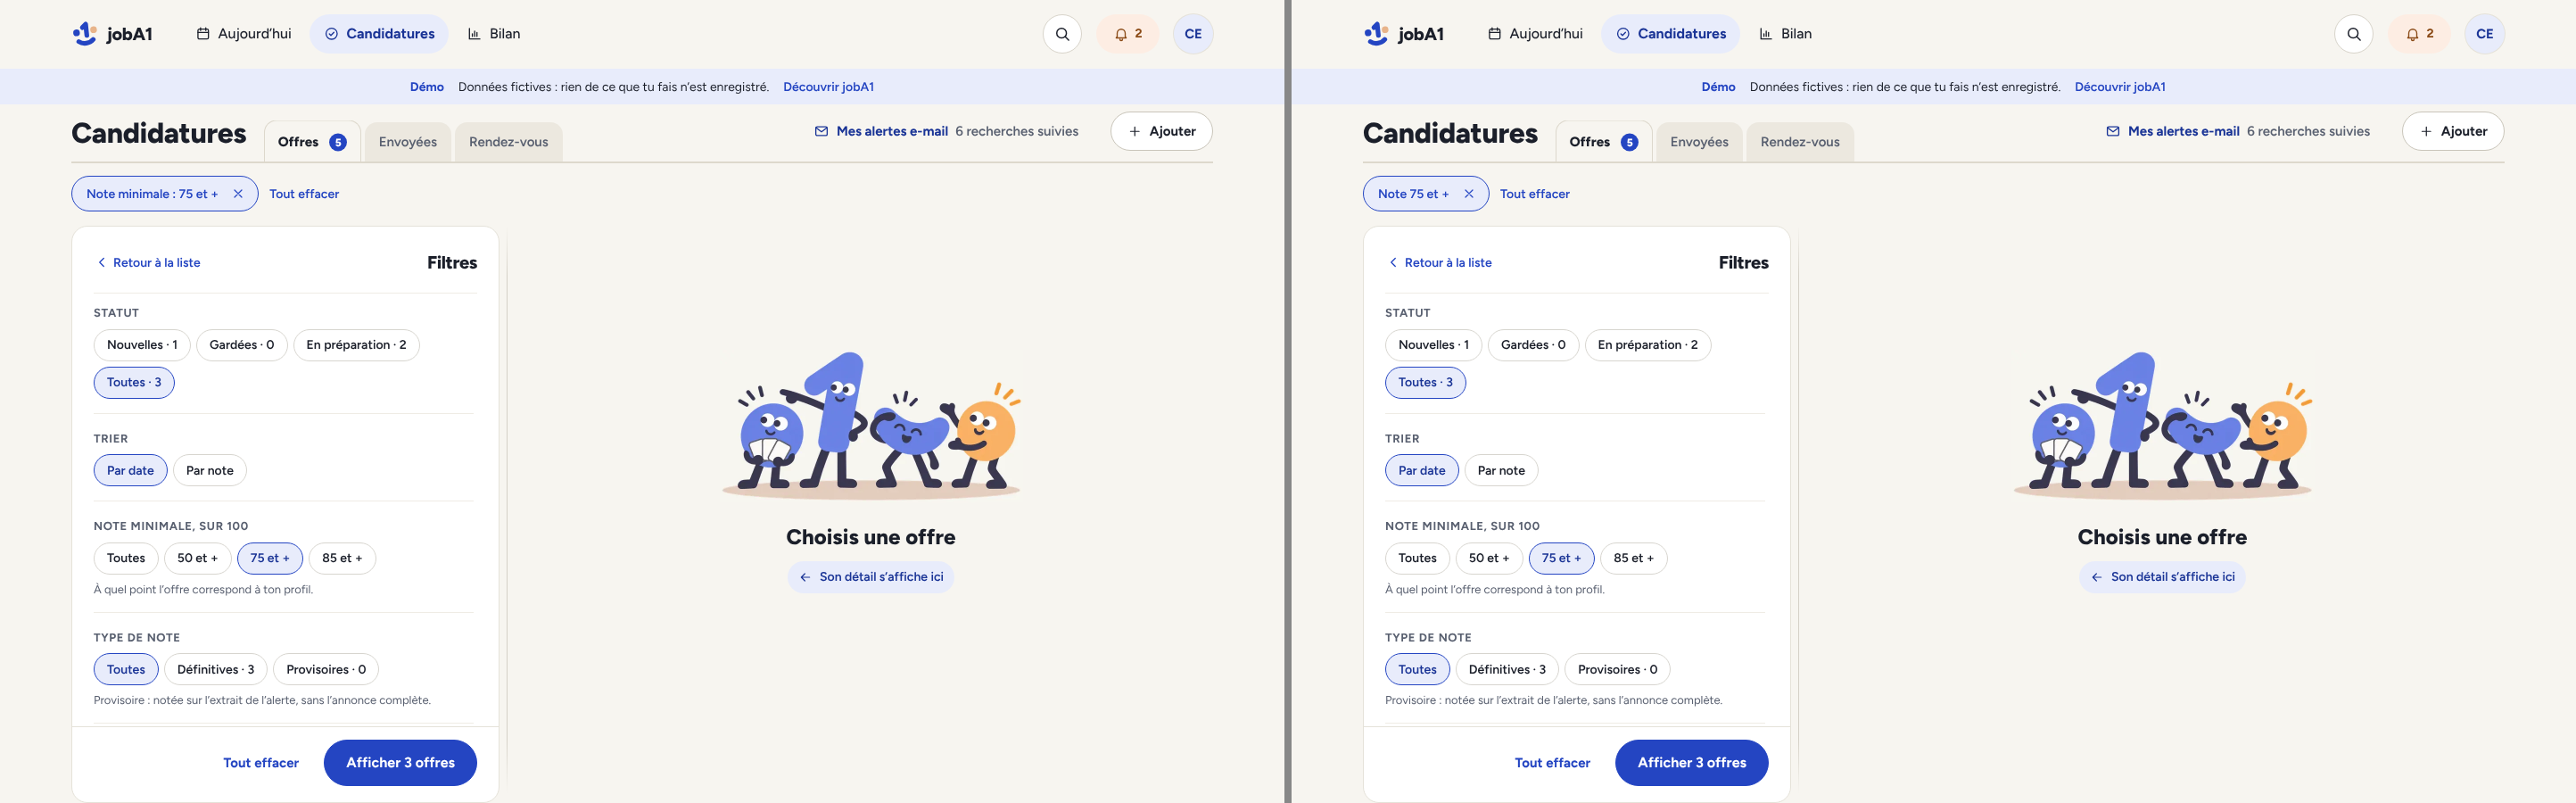 jobA1 Aujourd’hui Candidatures Bilan 2 CE
Démo Données fictives : rien de ce que tu fais n’est enregistré. Découvrir jobA1
Candidatures Offres 5 Envoyées Rendez-vous Mes alertes e-mail 6 recherches suivies + Ajouter
Note minimale : 75 et + Tout effacer
Retour à la liste Filtres
STATUT
Nouvelles · 1 Gardées · 0 En préparation · 2
Toutes · 3
TRIER
Par date Par note
NOTE MINIMALE, SUR 100
Toutes 50 et + 75 et + 85 et +
À quel point l’offre correspond à ton profil.
TYPE DE NOTE
Toutes Définitives · 3 Provisoires · 0
Provisoire : notée sur l’extrait de l’alerte, sans l’annonce complète.
Tout effacer Afficher 3 offres
Choisis une offre
← Son détail s’affiche ici
jobA1 Aujourd’hui Candidatures Bilan 2 CE
Démo Données fictives : rien de ce que tu fais n’est enregistré. Découvrir jobA1
Candidatures Offres 5 Envoyées Rendez-vous Mes alertes e-mail 6 recherches suivies + Ajouter
Note 75 et + Tout effacer
Retour à la liste Filtres
STATUT
Nouvelles · 1 Gardées · 0 En préparation · 2
Toutes · 3
TRIER
Par date Par note
NOTE MINIMALE, SUR 100
Toutes 50 et + 75 et + 85 et +
À quel point l’offre correspond à ton profil.
TYPE DE NOTE
Toutes Définitives · 3 Provisoires · 0
Provisoire : notée sur l’extrait de l’alerte, sans l’annonce complète.
Tout effacer Afficher 3 offres
Choisis une offre
← Son détail s’affiche ici